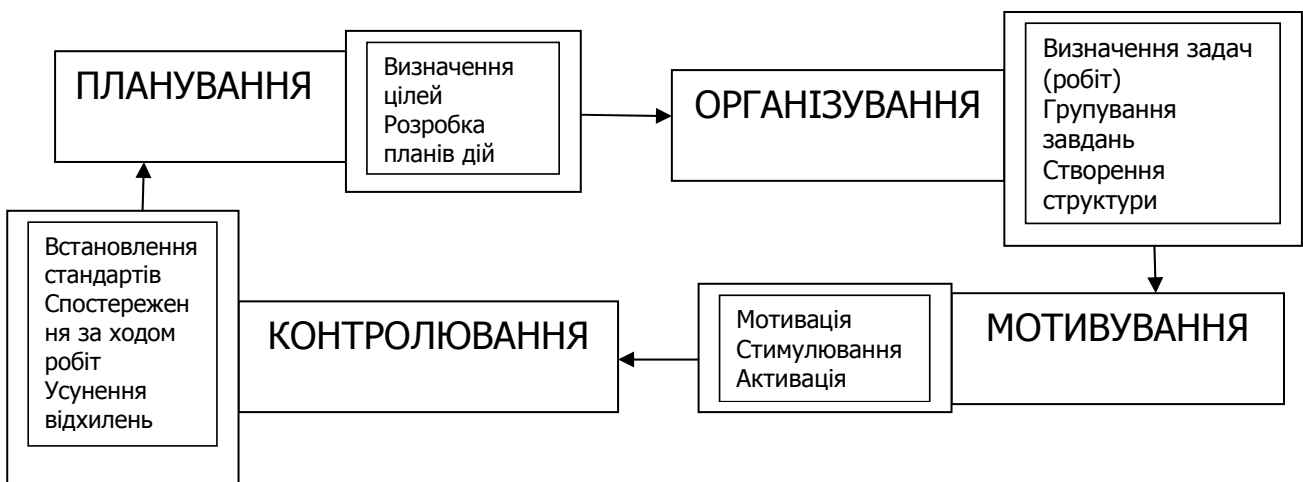 ПЛАНУВАННЯ
Визначення
цілей
Розробка
планів дій
ОРГАНІЗУВАННЯ
Визначення задач
(робіт)
Групування
завдань
Створення
структури
МОТИВУВАННЯ
Мотивація
Стимулювання
Активація
КОНТРОЛЮВАННЯ
Встановлення
стандартів
Спостережен
ня за ходом
робіт
Усунення
відхилень